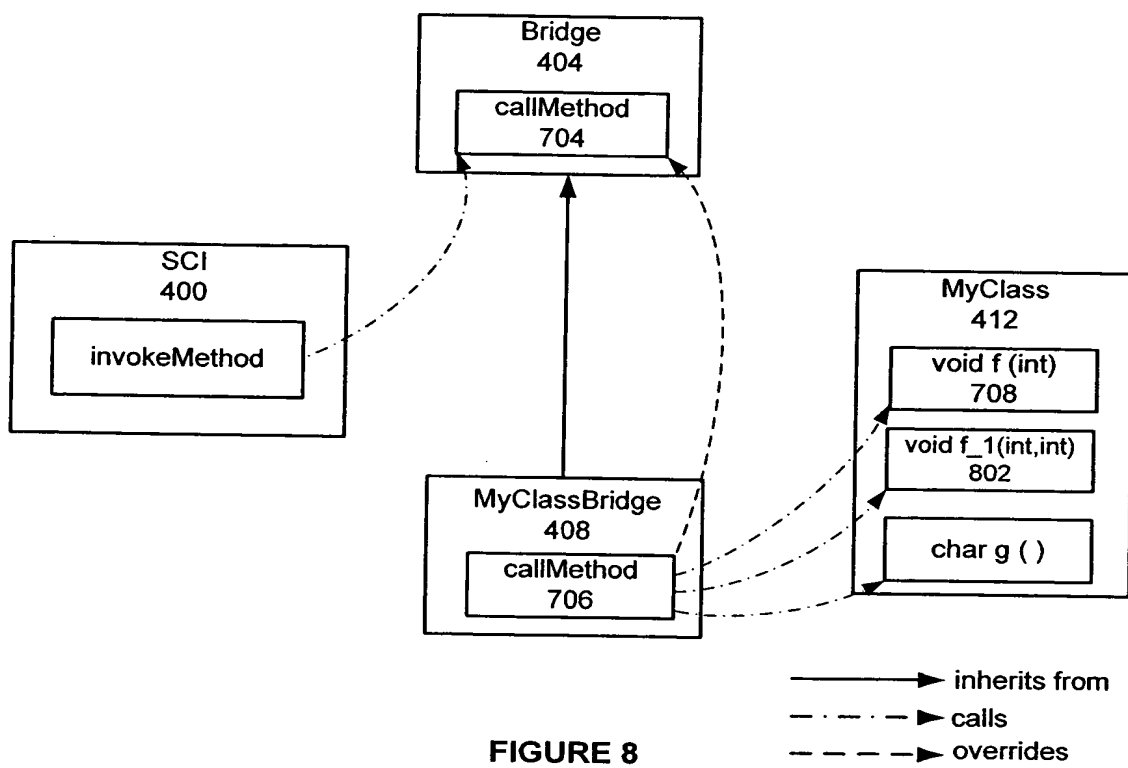 Bridge
404
callMethod
704
SCI
400
invokeMethod
MyClass
412
void f (int)
708
void f_1(int,int)
802
char g ( )
MyClassBridge
408
callMethod
706
inherits from
calls
overrides
FIGURE 8